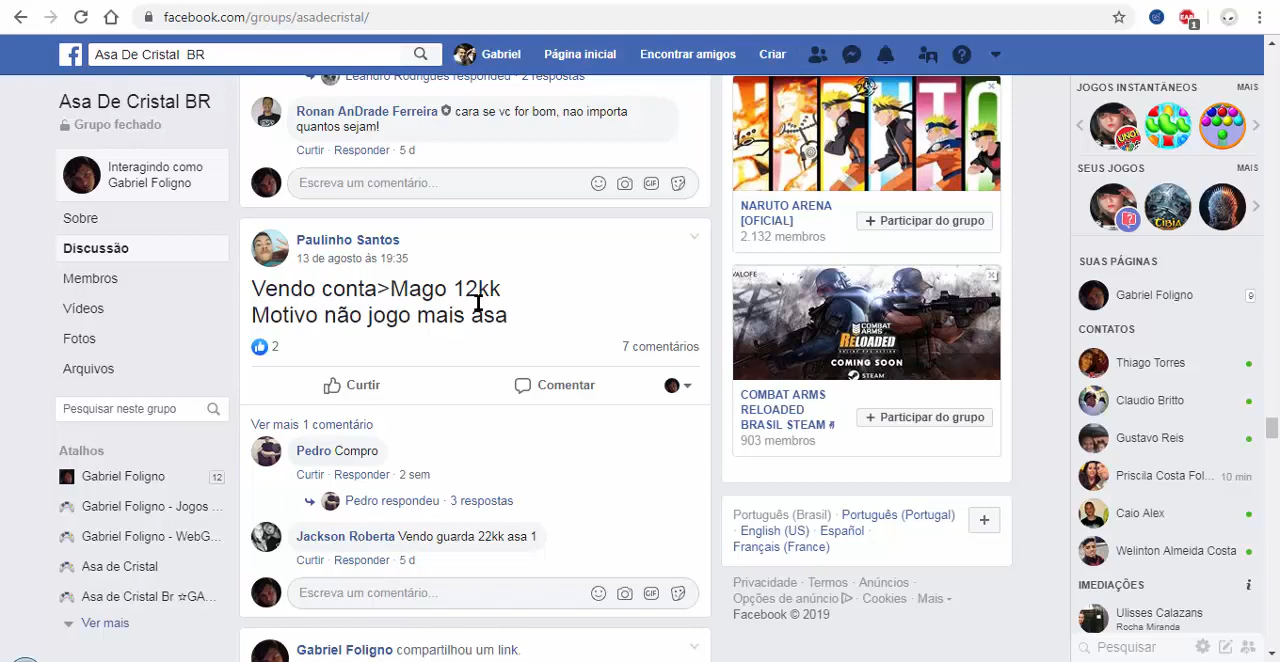 facebook.com/groups/asadecristal/
Asa De Cristal BR
Gabriel
Página inicial
Encontrar amigos
Criar
Asa De Cristal BR
Grupo fechado
Interagindo como
Gabriel Foligno
Sobre
Discussão
Membros
Vídeos
Fotos
Arquivos
Pesquisar neste grupo
Atalhos
Gabriel Foligno 12
Gabriel Foligno - Jogos ...
Gabriel Foligno - WebG...
Asa de Cristal
Asa de Cristal Br ☆GA...
Ver mais
Leandro Rodrigues respondeu · 2 respostas
Ronan AnDrade Ferreira cara se vc for bom, nao importa
quantos sejam!
Curtir · Responder · 5 d
Escreva um comentário...
GIF
Paulinho Santos
13 de agosto às 19:35
Vendo conta>Mago 12kk
Motivo não jogo mais asa
2
7 comentários
Curtir
Comentar
Ver mais 1 comentário
Pedro Compro
Curtir · Responder · 2 sem
Pedro respondeu · 3 respostas
Jackson Roberta Vendo guarda 22kk asa 1
Curtir · Responder · 5 d
Escreva um comentário...
GIF
Gabriel Foligno compartilhou um link.
NARUTO ARENA
[OFICIAL]
2.132 membros
+ Participar do grupo
VALOFE
COMBAT ARMS
RELOADED
COMING SOON
STEAM
COMBAT ARMS
RELOADED
BRASIL STEAM #
903 membros
+ Participar do grupo
Português (Brasil) · Português (Portugal)
· English (US) · Español ·
Français (France)
Privacidade · Termos · Anúncios ·
Opções de anúncio · Cookies · Mais
Facebook © 2019
JOGOS INSTANTÂNEOS
MAIS
UNO
SEUS JOGOS
MAIS
TIBIA
SUAS PÁGINAS
Gabriel Foligno 9
CONTATOS
Thiago Torres
Claudio Britto
Gustavo Reis
Priscila Costa Fol... 10 min
Caio Alex
Welinton Almeida Costa
IMEDIAÇÕES
Ulisses Calazans
Rocha Miranda
Pesquisar